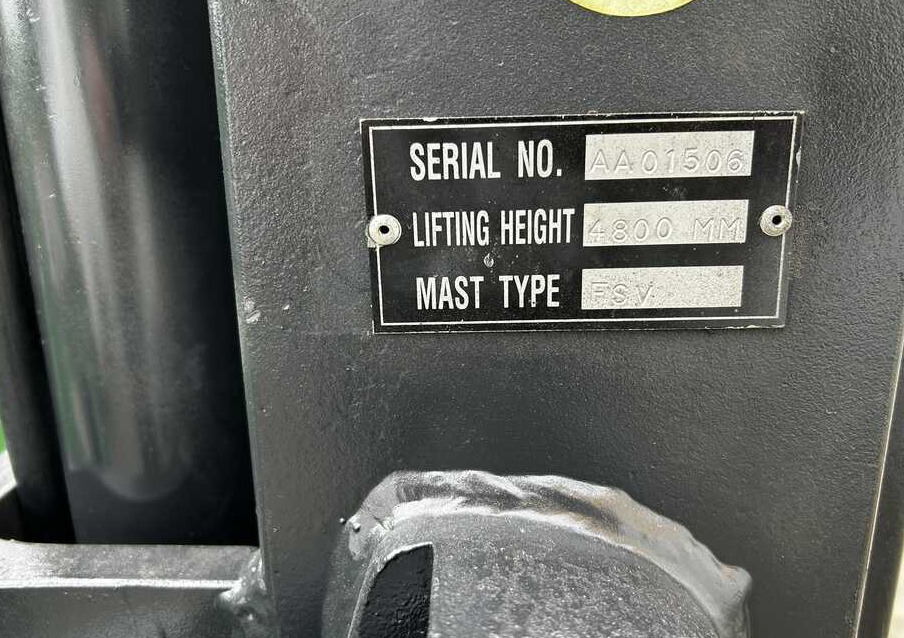 SERIAL NO. AA01506
LIFTING HEIGHT 4800 MM
MAST TYPE FSV